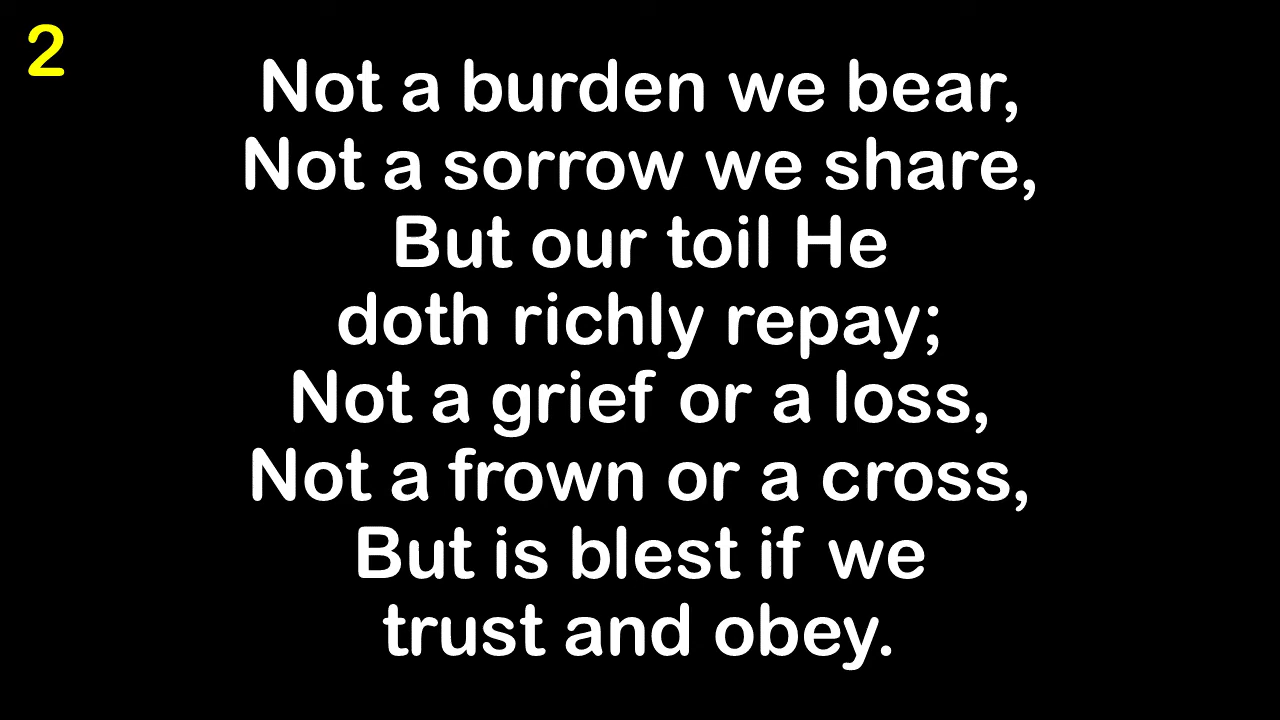 2
Not a burden we bear,
Not a sorrow we share,
But our toil He
doth richly repay;
Not a grief or a loss,
Not a frown or a cross,
But is blest if we
trust and obey.